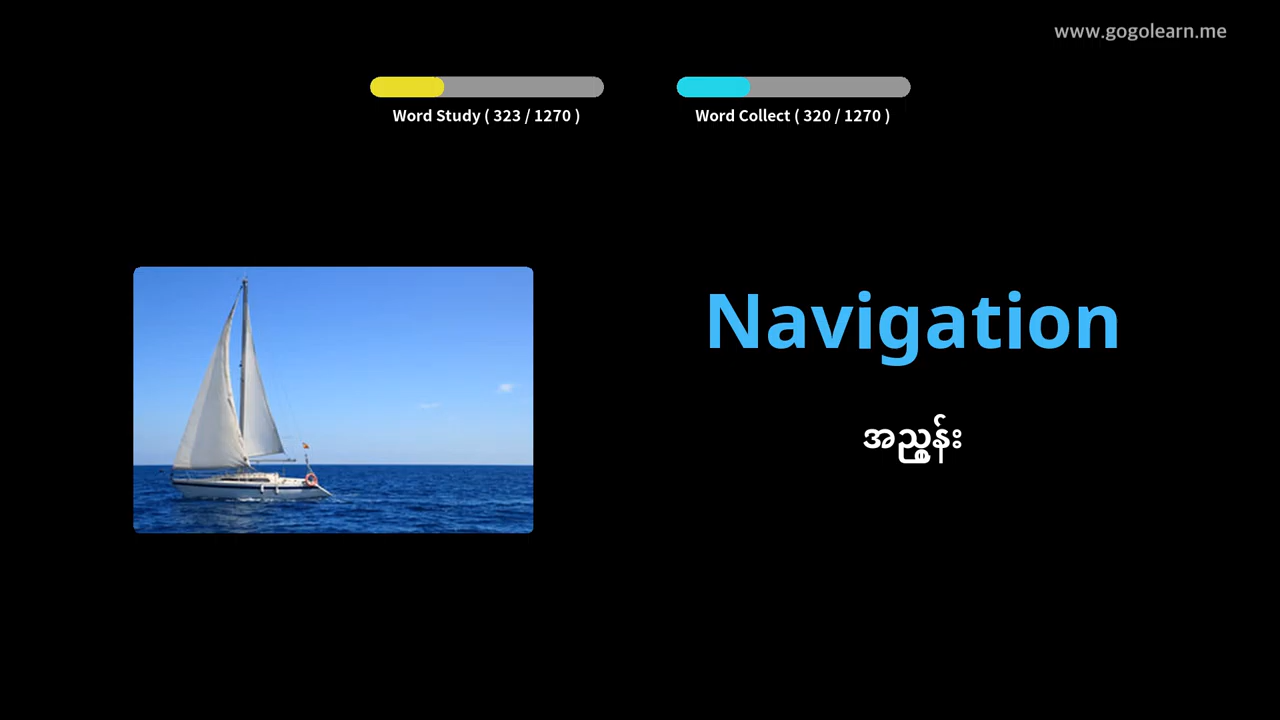 www.gogolearn.me
Word Study ( 323 / 1270 )
Word Collect ( 320 / 1270 )
Navigation
အညွှန်း